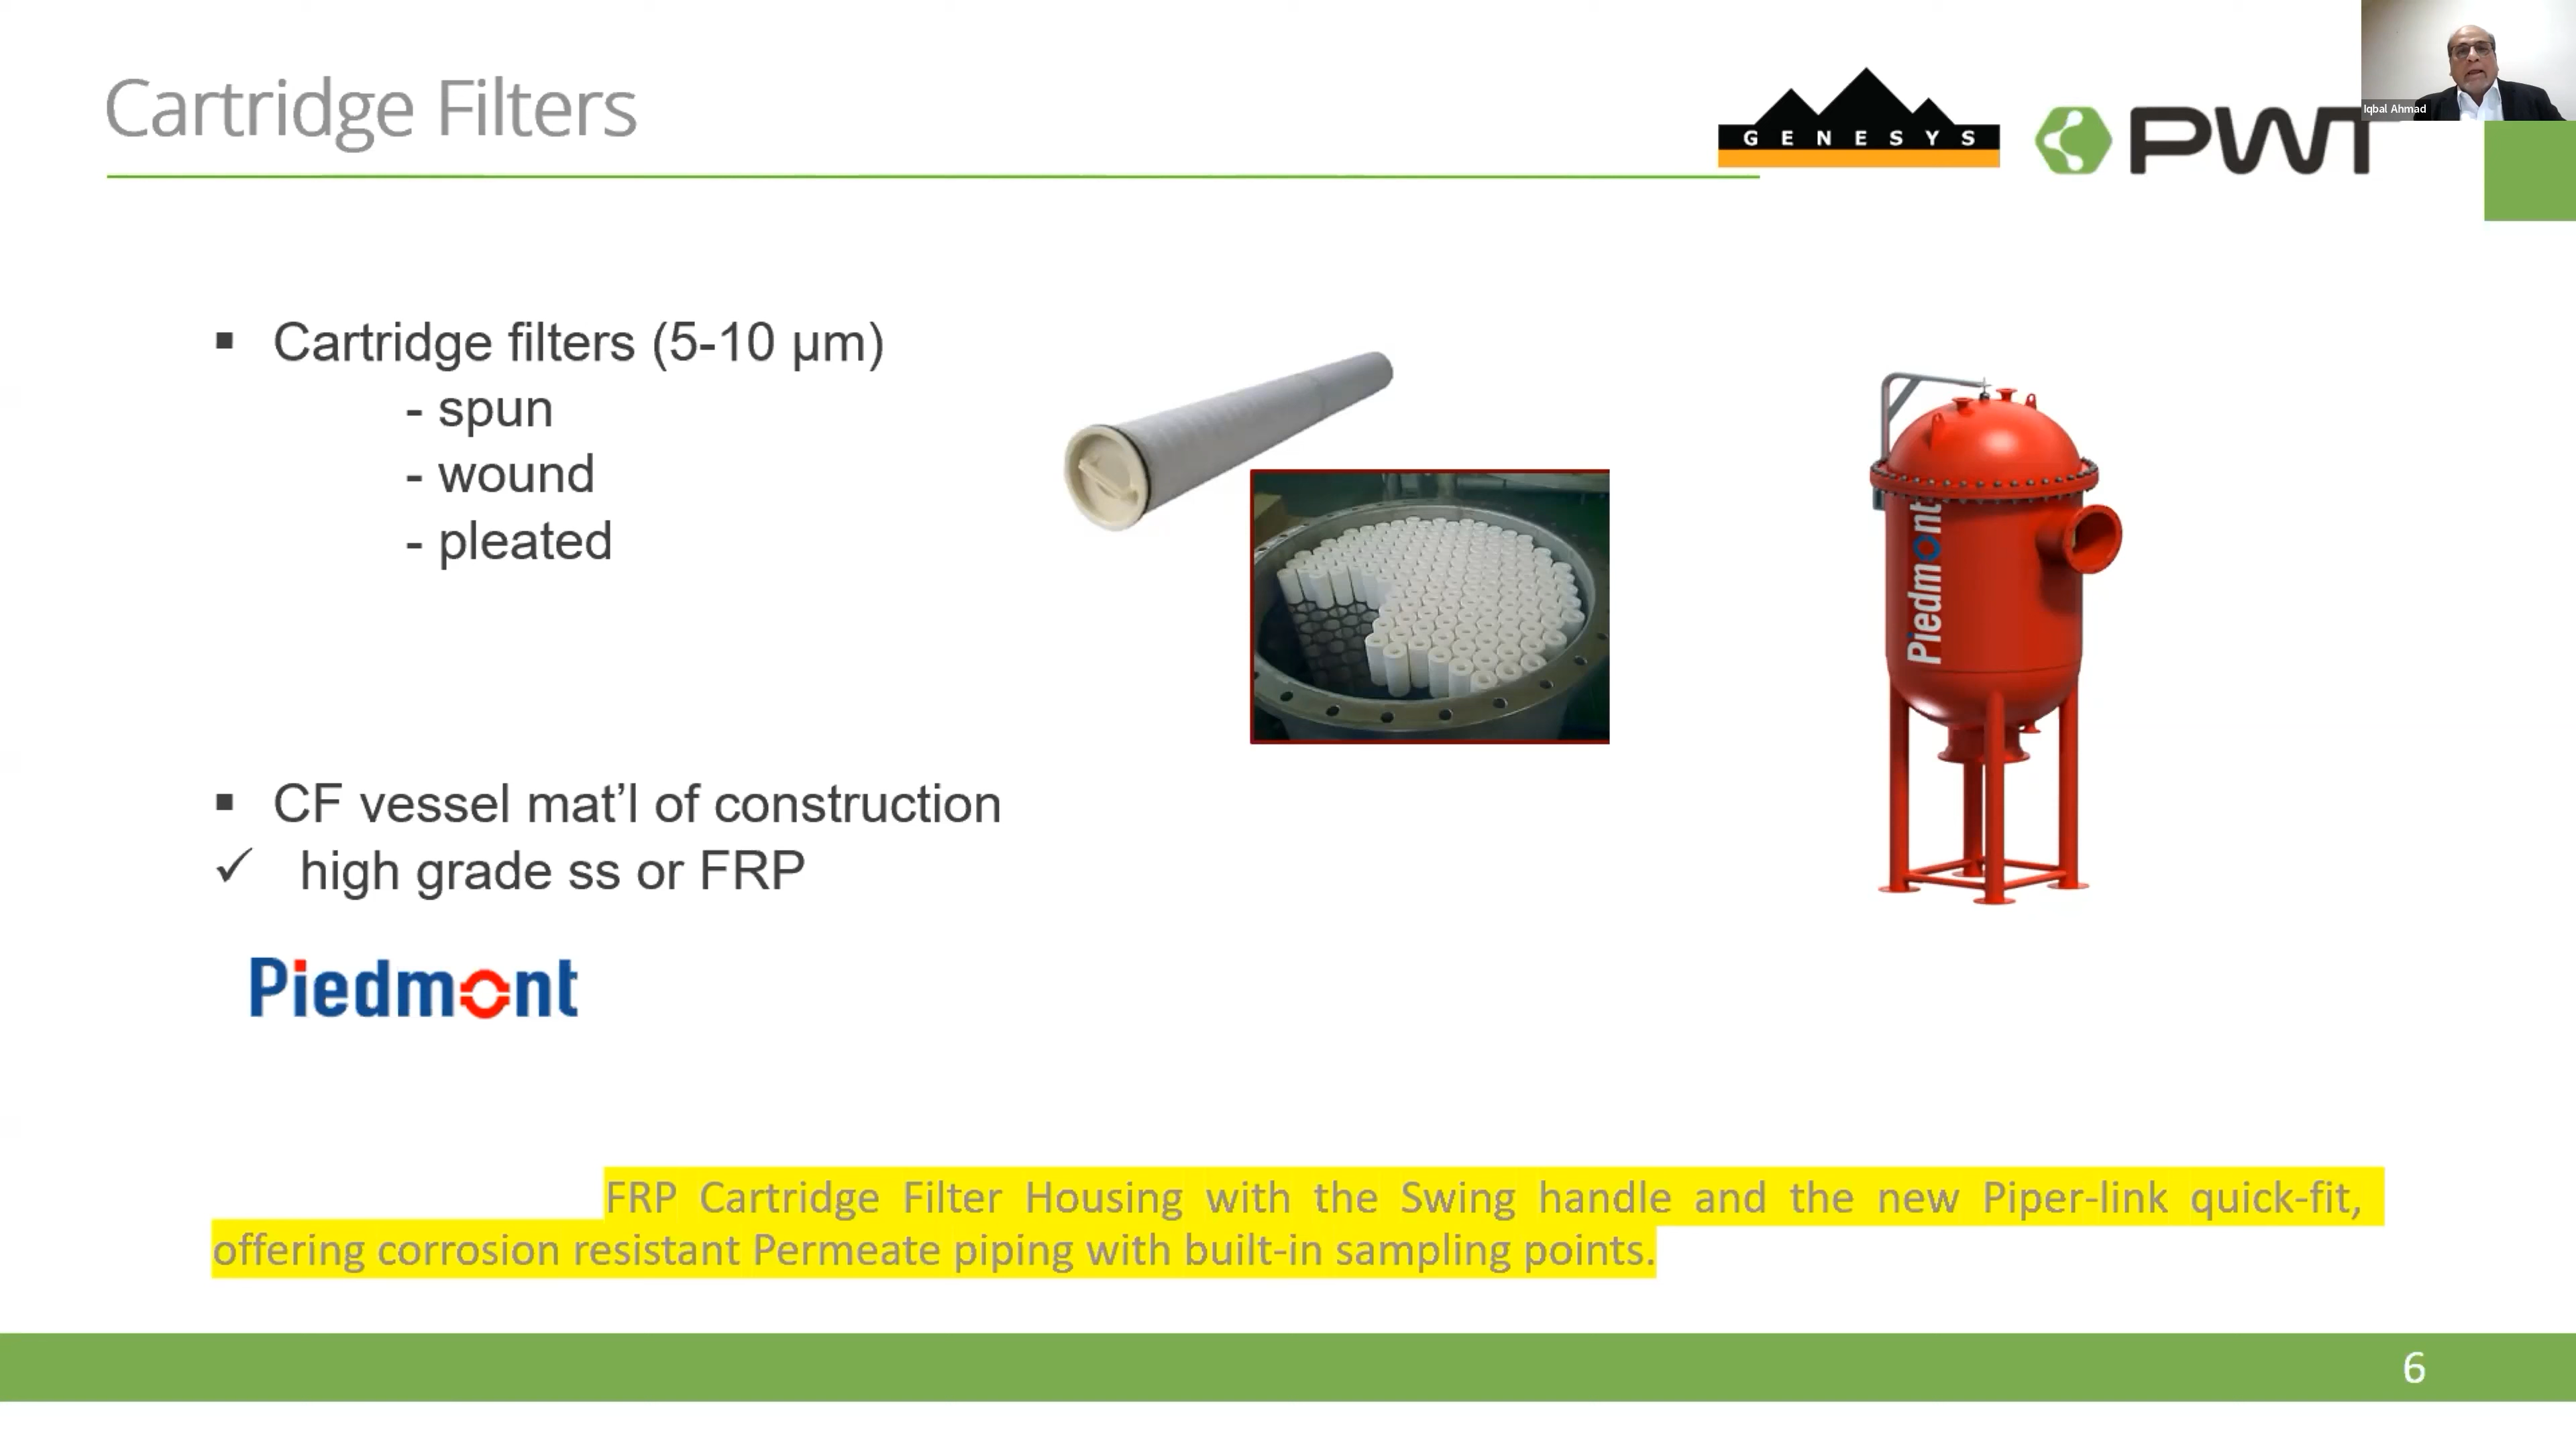 Cartridge Filters
GENESYS
PWT
Iqbal Ahmad
▪ Cartridge filters (5-10 μm)
- spun
- wound
- pleated
Piedmont
▪ CF vessel mat’l of construction
✓ high grade ss or FRP
Piedmont
FRP Cartridge Filter Housing with the Swing handle and the new Piper-link quick-fit,
offering corrosion resistant Permeate piping with built-in sampling points.
6